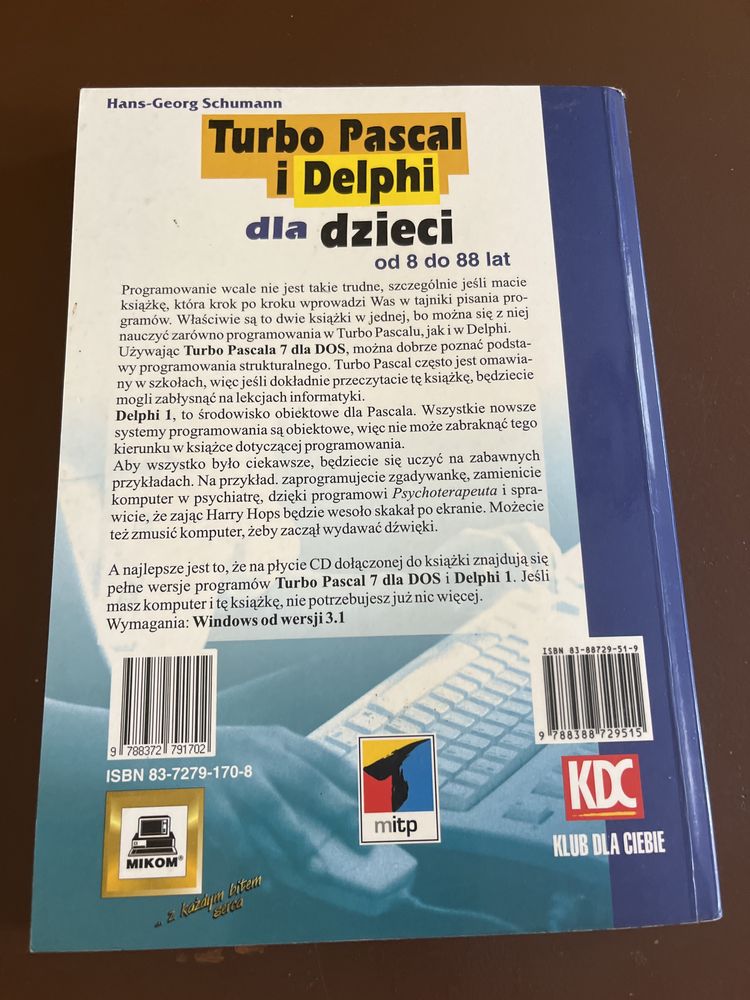 Hans-Georg Schumann
Turbo Pascal
i Delphi
dla dzieci
od 8 do 88 lat
Programowanie wcale nie jest takie trudne, szczególnie jeśli macie
książkę, która krok po kroku wprowadzi Was w tajniki pisania pro-
gramów. Właściwie są to dwie książki w jednej, bo można się z niej
nauczyć zarówno programowania w Turbo Pascalu, jak i w Delphi.
Używając Turbo Pascala 7 dla DOS, można dobrze poznać podsta-
wy programowania strukturalnego. Turbo Pascal często jest omawia-
ny w szkołach, więc jeśli dokładnie przeczytacie tę książkę, będziecie
mogli zabłysnąć na lekcjach informatyki.
Delphi 1, to środowisko obiektowe dla Pascala. Wszystkie nowsze
systemy programowania są obiektowe, więc nie może zabraknąć tego
kierunku w książce dotyczącej programowania.
Aby wszystko było ciekawsze, będziecie się uczyć na zabawnych
przykładach. Na przykład. zaprogramujecie zgadywankę, zamienicie
komputer w psychiatrę, dzięki programowi Psychoterapeuta i spra-
wicie, że zając Harry Hops będzie wesoło skakał po ekranie. Możecie
też zmusić komputer, żeby zaczął wydawać dźwięki.
A najlepsze jest to, że na płycie CD dołączonej do książki znajdują się
pełne wersje programów Turbo Pascal 7 dla DOS i Delphi 1. Jeśli
masz komputer i tę książkę, nie potrzebujesz już nic więcej.
Wymagania: Windows od wersji 3.1
9 788372 791702
ISBN 83-7279-170-8
MIKOM®
... z każdym bitem
serca
mitp
ISBN 83-88729-51-9
9 788388 729515
KDC
KLUB DLA CIEBIE